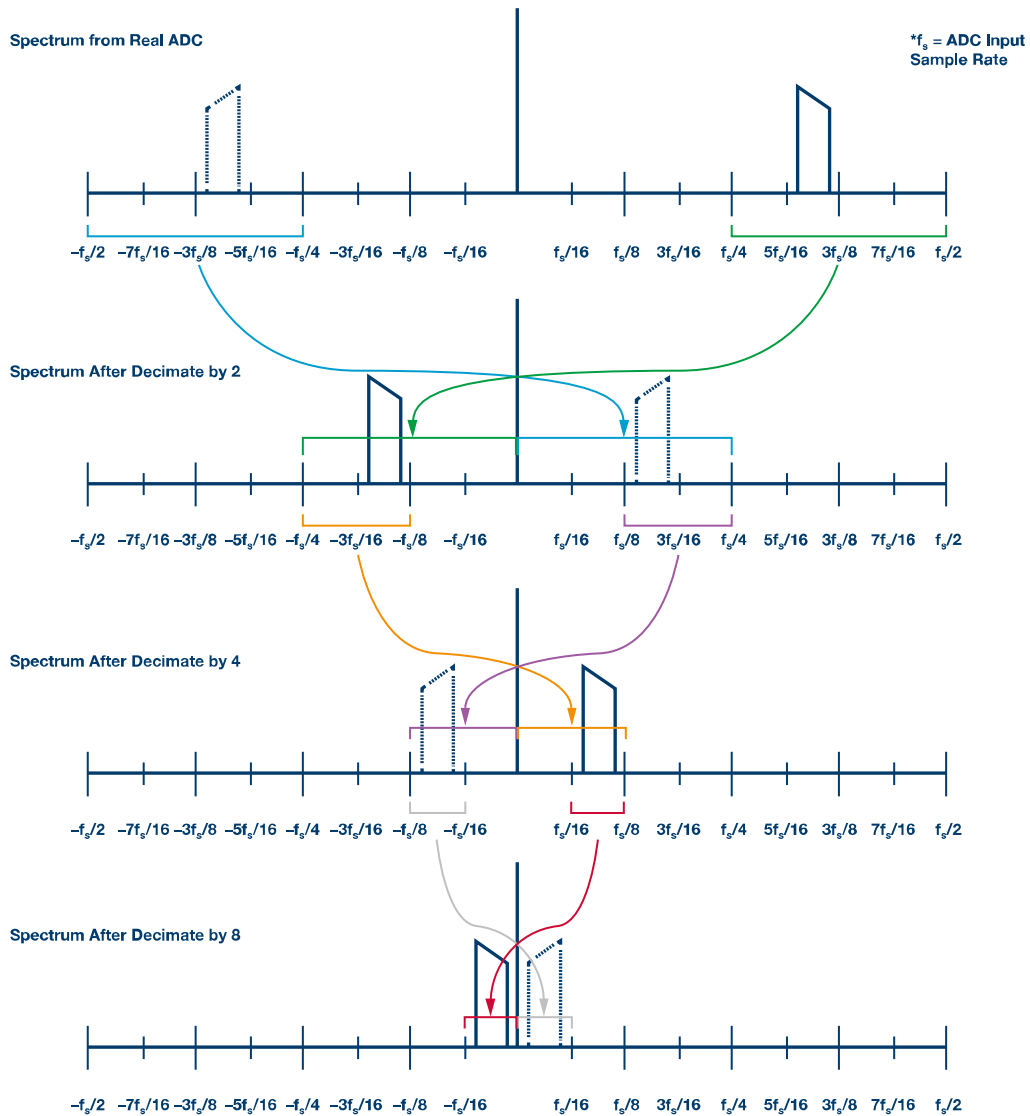 Spectrum from Real ADC
*fs = ADC Input
Sample Rate
–fs/2 –7fs/16 –3fs/8 –5fs/16 –fs/4 –3fs/16 –fs/8 –fs/16 fs/16 fs/8 3fs/16 fs/4 5fs/16 3fs/8 7fs/16 fs/2
Spectrum After Decimate by 2
–fs/2 –7fs/16 –3fs/8 –5fs/16 –fs/4 –3fs/16 –fs/8 –fs/16 fs/16 fs/8 3fs/16 fs/4 5fs/16 3fs/8 7fs/16 fs/2
Spectrum After Decimate by 4
–fs/2 –7fs/16 –3fs/8 –5fs/16 –fs/4 –3fs/16 –fs/8 –fs/16 fs/16 fs/8 3fs/16 fs/4 5fs/16 3fs/8 7fs/16 fs/2
Spectrum After Decimate by 8
–fs/2 –7fs/16 –3fs/8 –5fs/16 –fs/4 –3fs/16 –fs/8 –fs/16 fs/16 fs/8 3fs/16 fs/4 5fs/16 3fs/8 7fs/16 fs/2